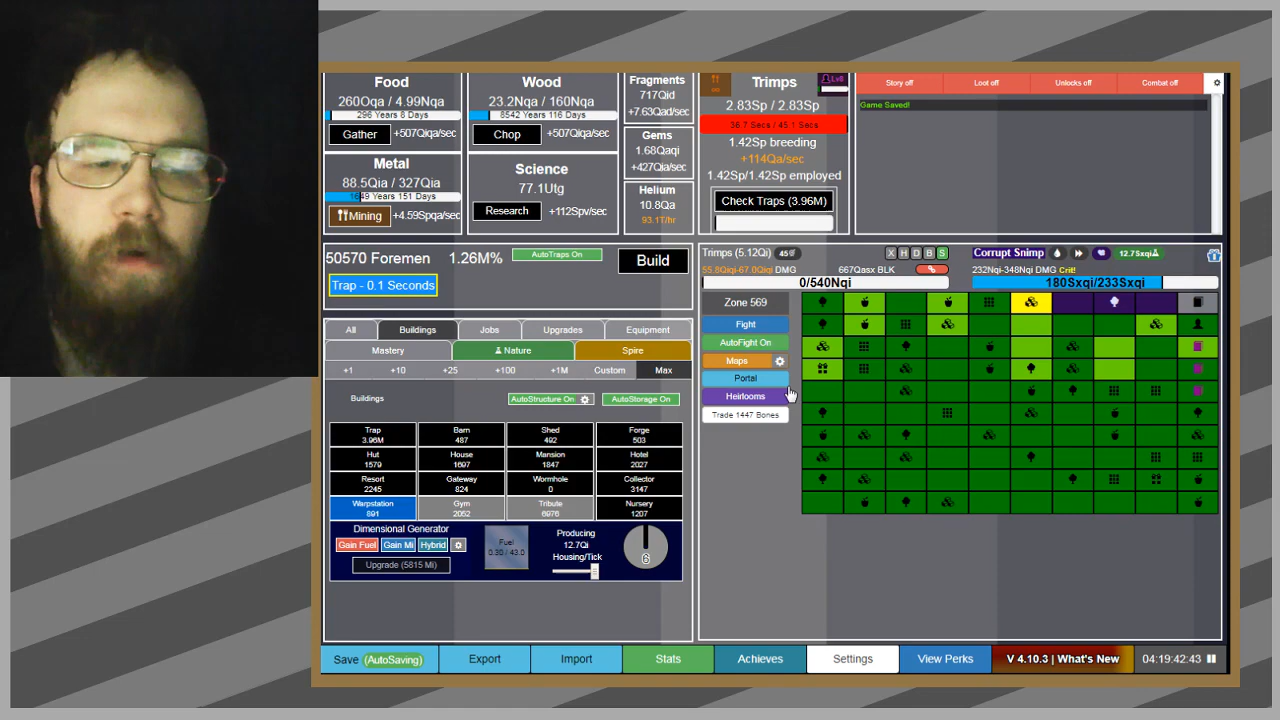 Food
260Oqa / 4.99Nqa
296 Years 8 Days
Gather
+507Qiqa/sec
Wood
23.2Nqa / 160Nqa
8542 Years 116 Days
Chop
+507Qiqa/sec
Metal
88.5Qia / 327Qia
1649 Years 151 Days
Mining
+4.59Spqa/sec
Science
77.1Utg
Research
+112Spv/sec
Fragments
717Qid
+7.63Qad/sec
Gems
1.68Qaqi
+427Qia/sec
Helium
10.8Qa
93.1T/hr
Trimps
2.83Sp / 2.83Sp
36.7 Secs / 45.1 Secs
1.42Sp breeding
+114Qa/sec
1.42Sp/1.42Sp employed
Check Traps (3.96M)
Story off
Loot off
Unlocks off
Combat off
Game Saved!
50570 Foremen
1.26M%
AutoTraps On
Build
Trap - 0.1 Seconds
All
Buildings
Jobs
Upgrades
Equipment
Mastery
Nature
Spire
+1
+10
+25
+100
+1M
Custom
Max
Buildings
AutoStructure On
AutoStorage On
Trap
3.96M
Barn
487
Shed
492
Forge
503
Hut
1579
House
1697
Mansion
1847
Hotel
2027
Resort
2245
Gateway
824
Wormhole
0
Collector
3147
Warpstation
891
Gym
2052
Tribute
6976
Nursery
1207
Dimensional Generator
Gain Fuel
Gain Mi
Hybrid
Upgrade (5815 Mi)
Fuel
0.30 / 43.0
Producing
12.7Qi
Housing/Tick
6
Trimps (5.12Qi)
45
X H D B S
667Qasx BLK
%
0/540Nqi
Corrupt Snimp
12.7Sqxi
232Nqi-348Nqi DMG Crit!
180Sxqi/233Sxqi
Zone 569
Fight
AutoFight On
Maps
Portal
Heirlooms
Trade 1447 Bones
Save (AutoSaving)
Export
Import
Stats
Achieves
Settings
View Perks
V 4.10.3 | What's New
04:19:42:43